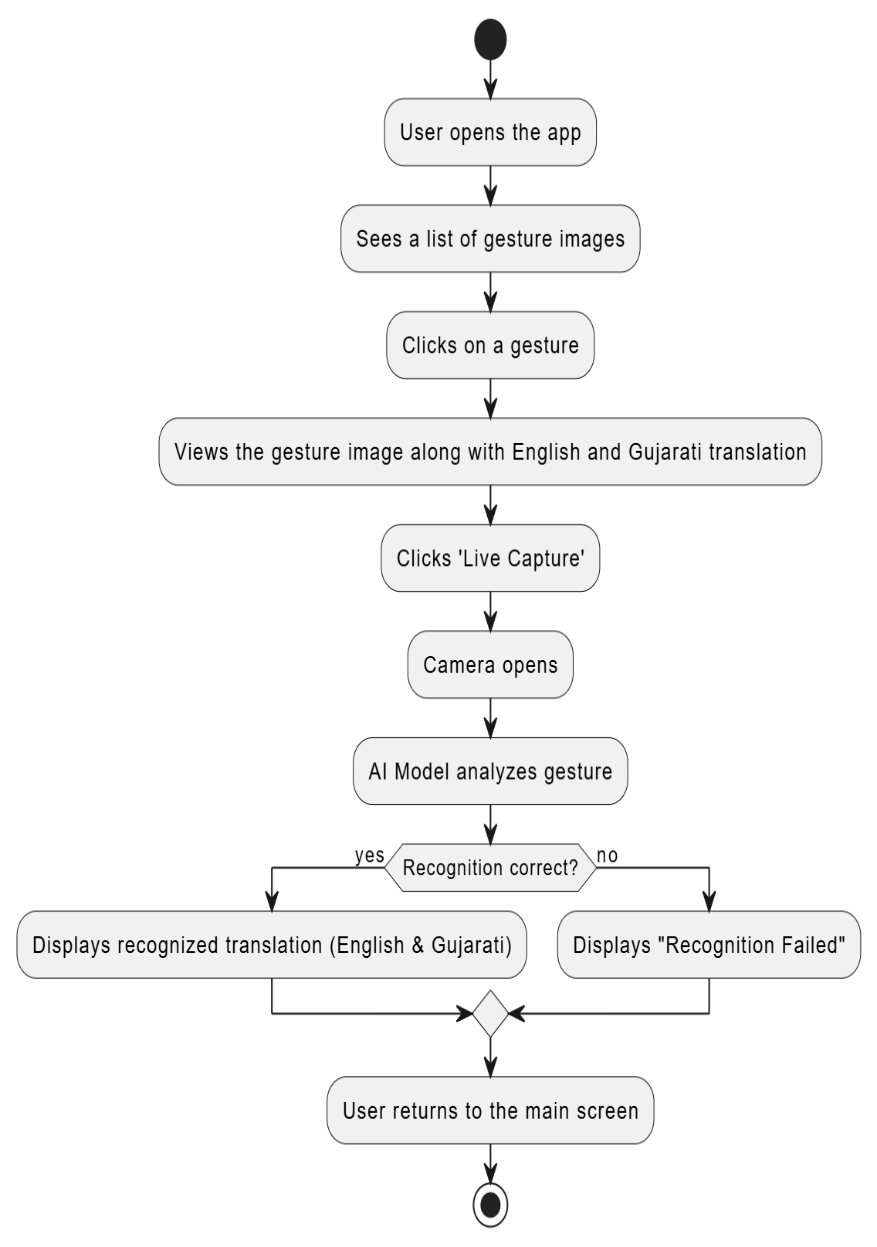 User opens the app
Sees a list of gesture images
Clicks on a gesture
Views the gesture image along with English and Gujarati translation
Clicks 'Live Capture'
Camera opens
AI Model analyzes gesture
yes
Recognition correct?
no
Displays recognized translation (English & Gujarati)
Displays "Recognition Failed"
User returns to the main screen